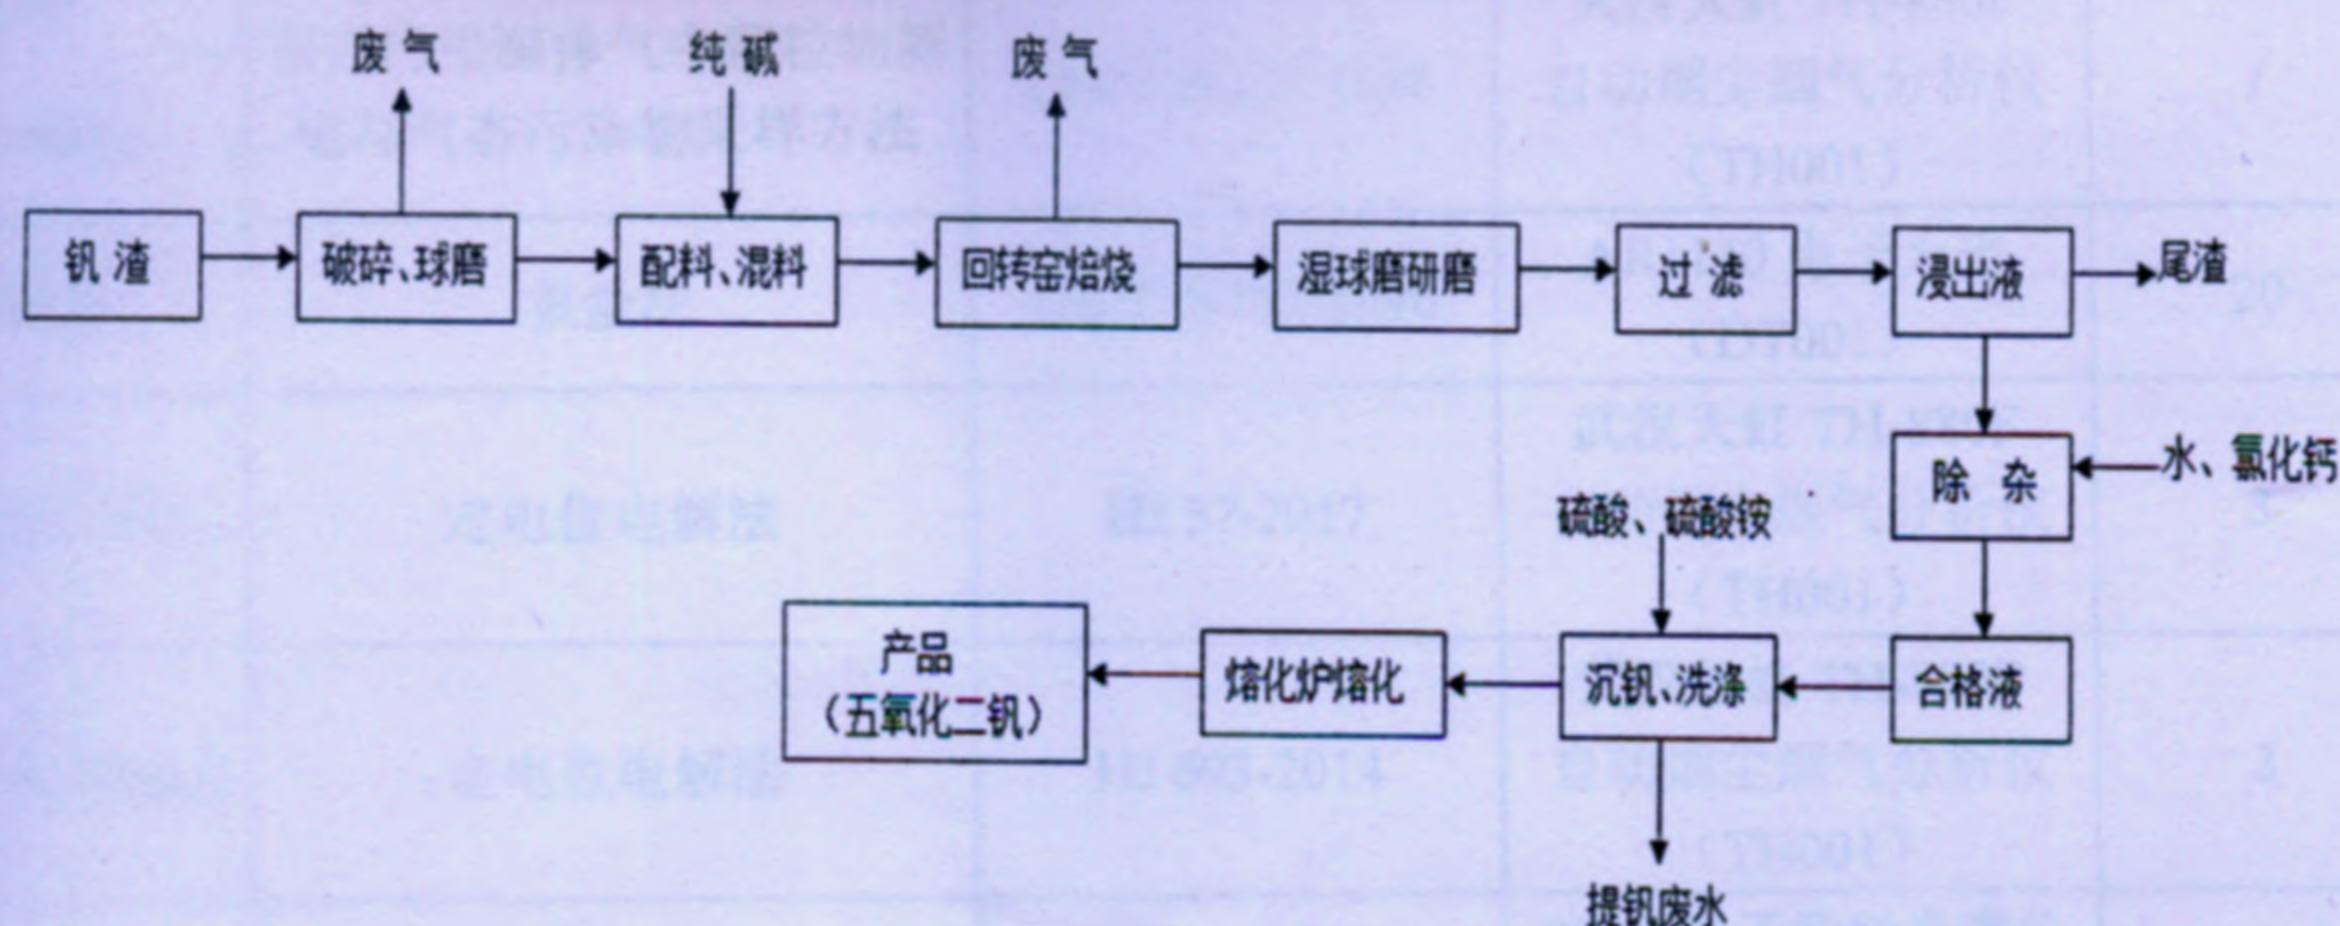 废气
纯碱
废气
钒渣
破碎、球磨
配料、混料
回转窑焙烧
湿球磨研磨
过滤
浸出液
尾渣
除杂
水、氯化钙
硫酸、硫酸铵
产品
（五氧化二钒）
熔化炉熔化
沉钒、洗涤
合格液
提钒废水